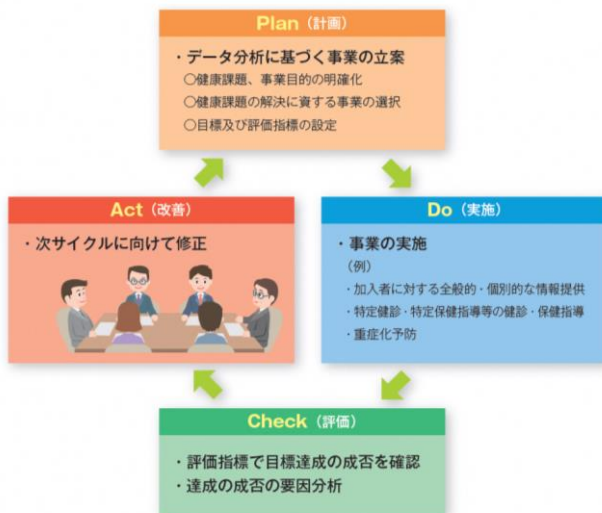 Plan（計画）
・データ分析に基づく事業の立案
○健康課題、事業目的の明確化
○健康課題の解決に資する事業の選択
○目標及び評価指標の設定
Act（改善）
・次サイクルに向けて修正
Do（実施）
・事業の実施
（例）
・加入者に対する全般的・個別的な情報提供
・特定健診・特定保健指導等の健診・保健指導
・重症化予防
Check（評価）
・評価指標で目標達成の成否を確認
・達成の成否の要因分析